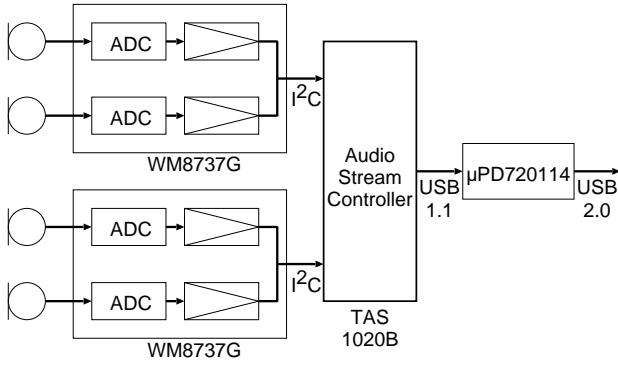 ADC
ADC
WM8737G
I²C
ADC
ADC
WM8737G
I²C
Audio
Stream
Controller
TAS
1020B
USB
1.1
µPD720114
USB
2.0